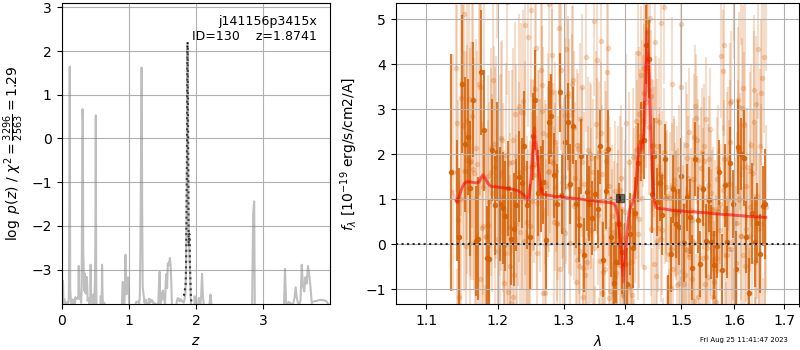 j141156p3415x
ID=130 z=1.8741
log p(z) / χ² = 3296/2563 = 1.29
3
2
1
0
−1
−2
−3
0 1 2 3
z
fλ [10⁻¹⁹ erg/s/cm2/A]
5
4
3
2
1
0
−1
1.1 1.2 1.3 1.4 1.5 1.6 1.7
λ
Fri Aug 25 11:41:47 2023